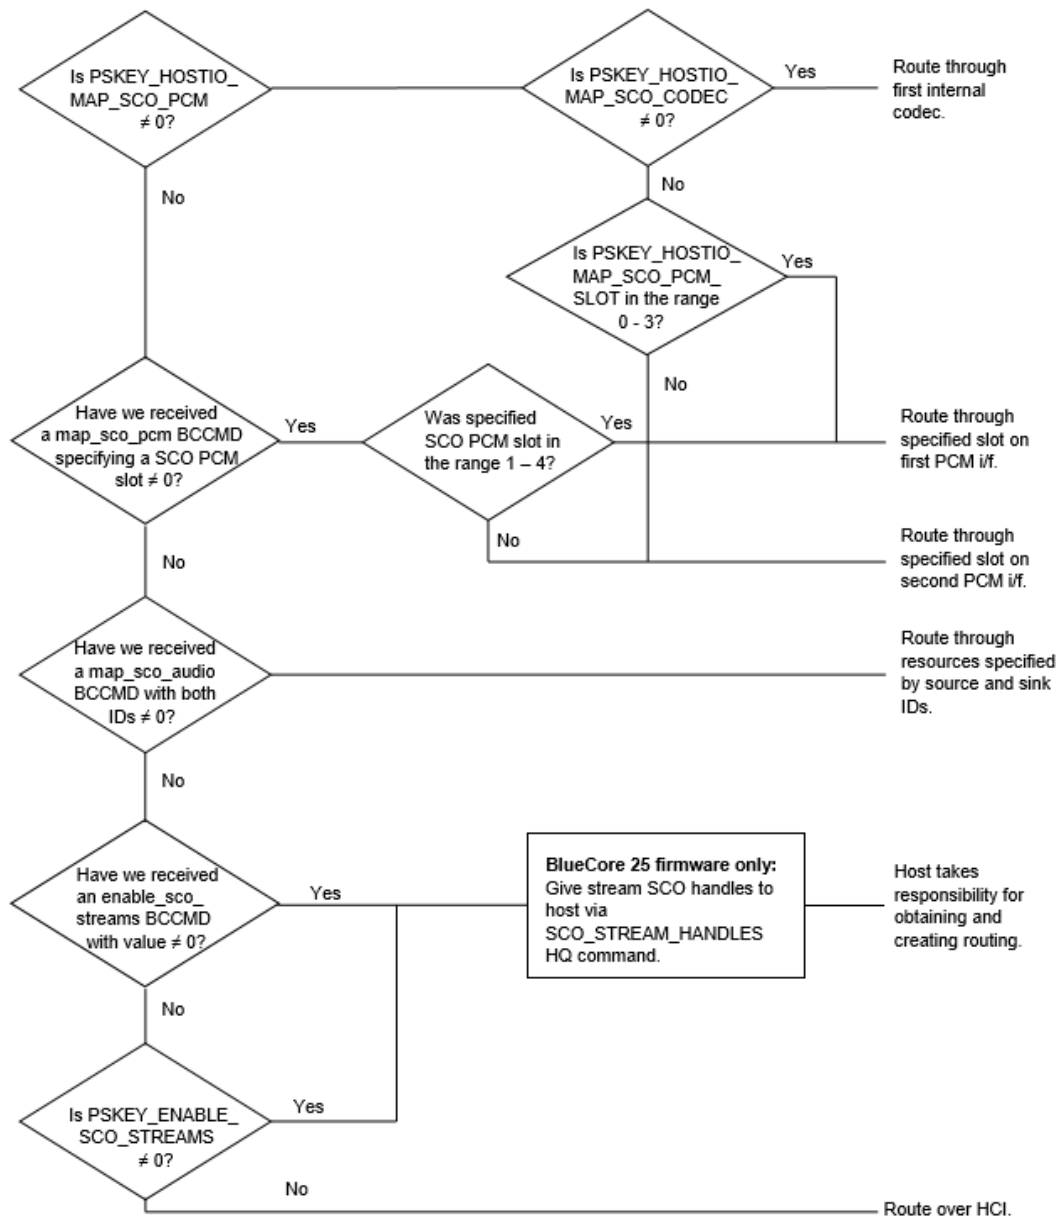 Is PSKEY_HOSTIO_
MAP_SCO_PCM
≠ 0?
Is PSKEY_HOSTIO_
MAP_SCO_CODEC
≠ 0?
Yes
Route through
first internal
codec.
No
No
Is PSKEY_HOSTIO_
MAP_SCO_PCM_
SLOT in the range
0 - 3?
Yes
No
Have we received
a map_sco_pcm BCCMD
specifying a SCO PCM
slot ≠ 0?
Yes
Was specified
SCO PCM slot in
the range 1 – 4?
Yes
Route through
specified slot on
first PCM i/f.
No
No
Route through
specified slot on
second PCM i/f.
Have we received
a map_sco_audio
BCCMD with both
IDs ≠ 0?
Route through
resources specified
by source and sink
IDs.
No
Have we received
an enable_sco_
streams BCCMD
with value ≠ 0?
Yes
BlueCore 25 firmware only:
Give stream SCO handles to
host via
SCO_STREAM_HANDLES
HQ command.
Host takes
responsibility for
obtaining and
creating routing.
No
Is PSKEY_ENABLE_
SCO_STREAMS
≠ 0?
Yes
No
Route over HCI.